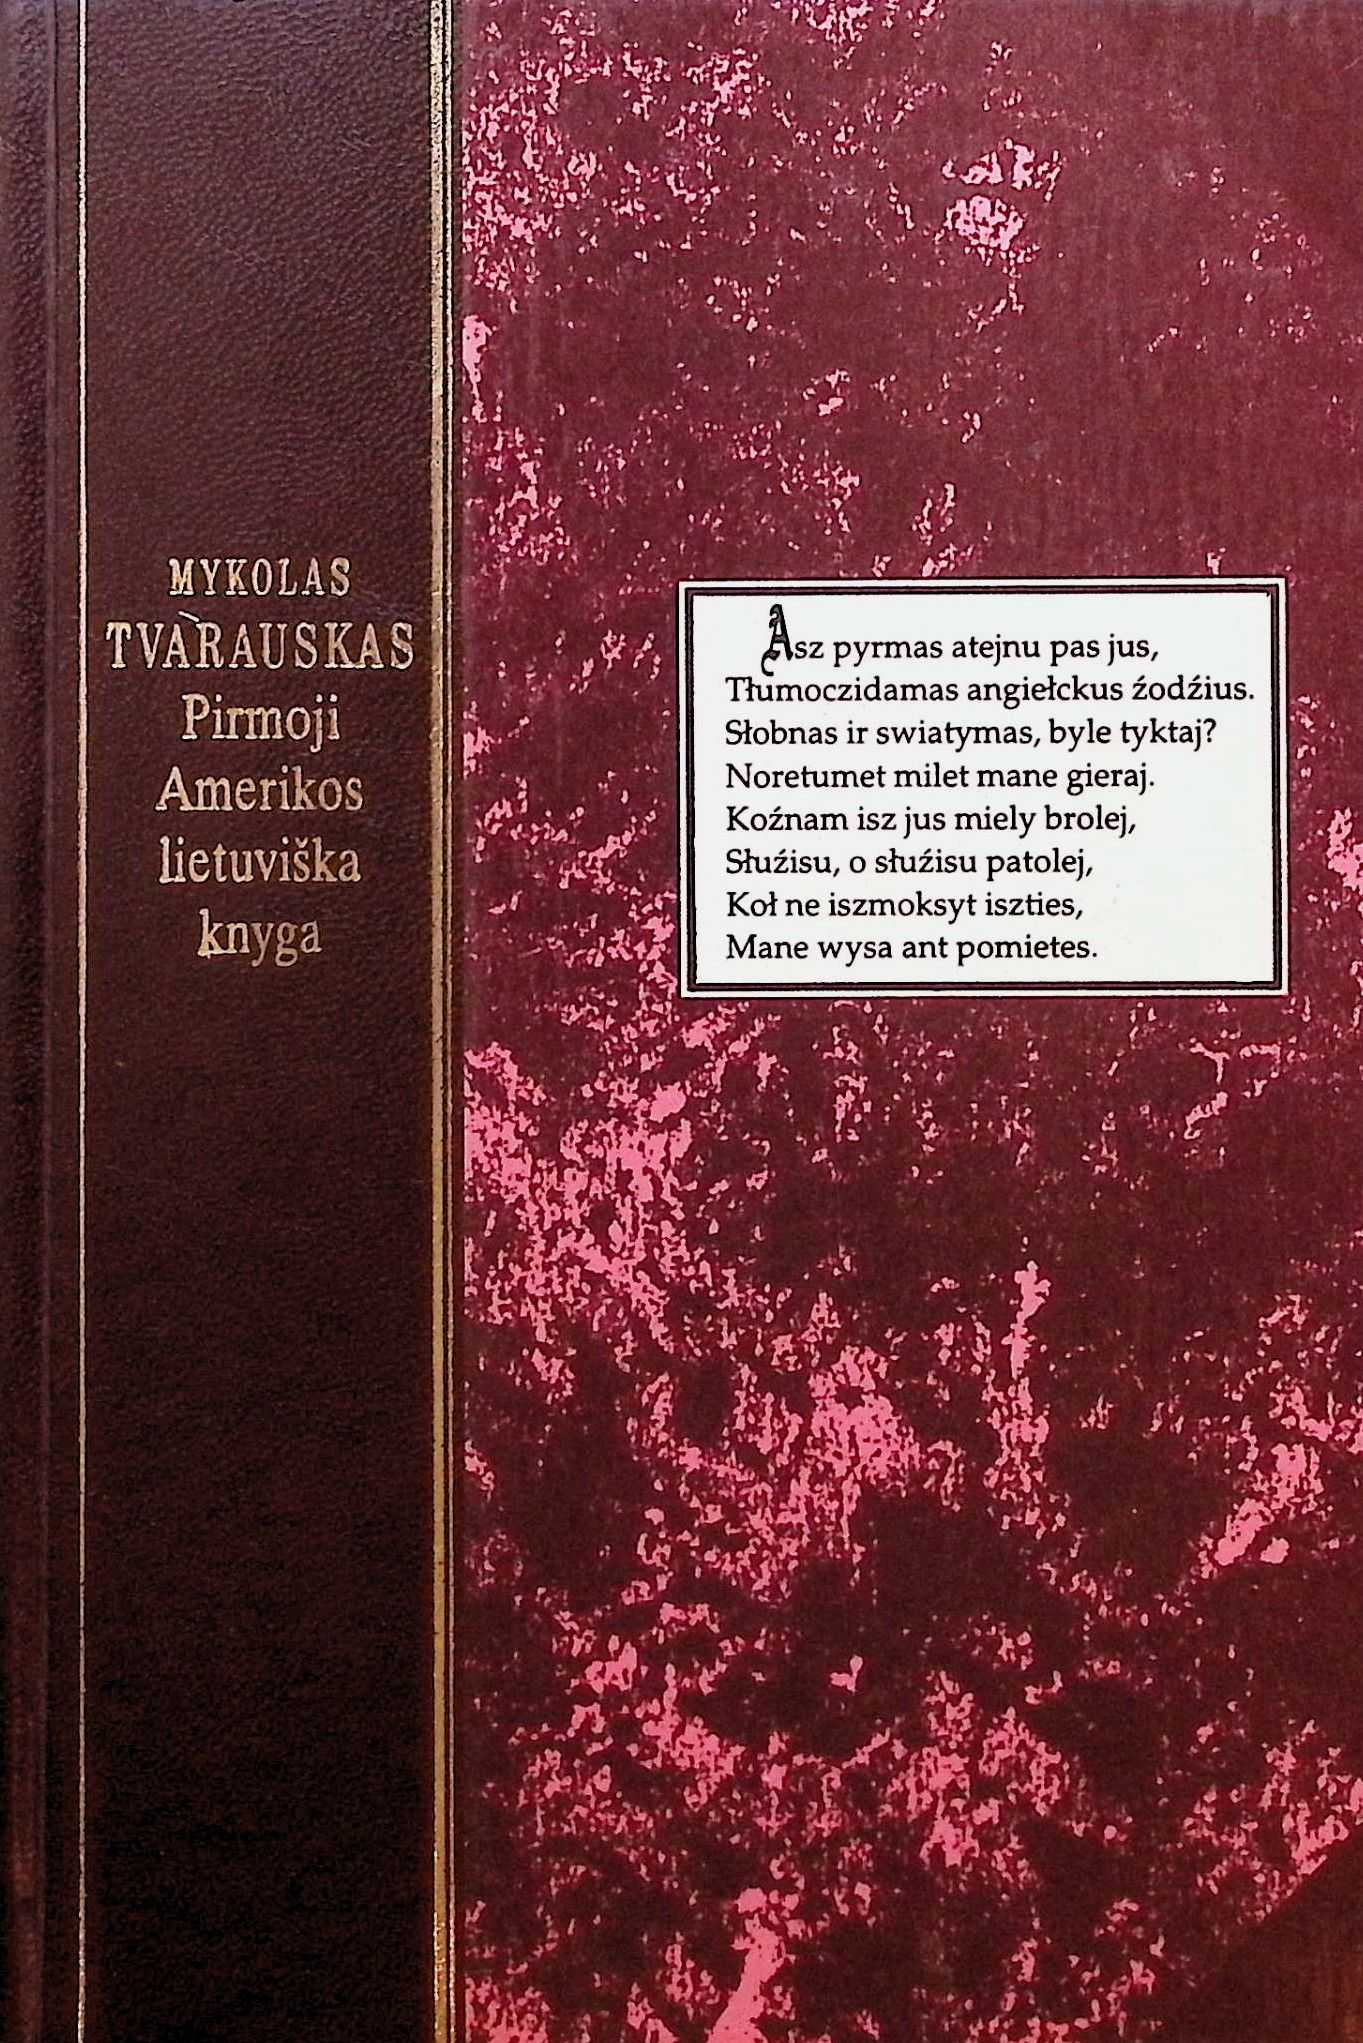 MYKOLAS
TVARAUSKAS
Pirmoji
Amerikos
lietuviška
knyga
Asz pyrmas atejnu pas jus,
Tłumoczidamas angiełckus źodźius.
Słobnas ir swiatymas, byle tyktaj?
Noretumet milet mane gieraj.
Koźnam isz jus miely brolej,
Słuźisu, o słuźisu patolej,
Koł ne iszmoksyt iszties,
Mane wysa ant pomietes.